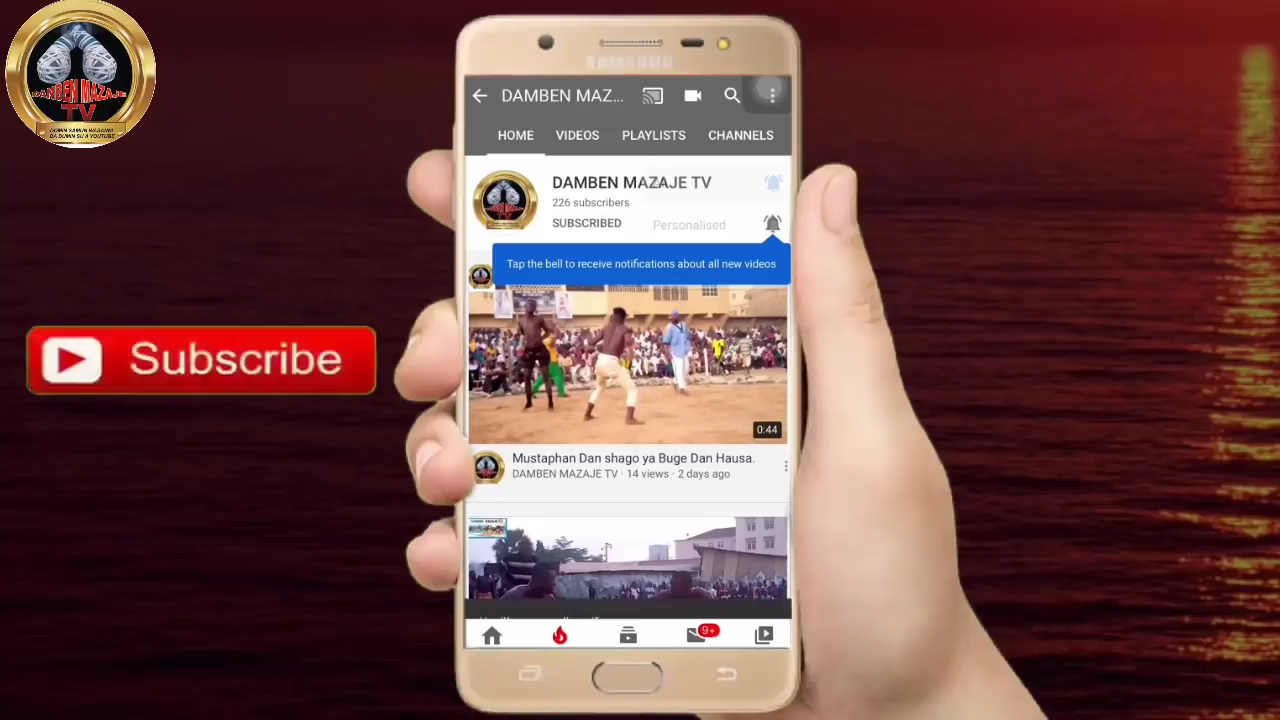 DAMBEN MAZAJE
TV
SAMSUNG
DAMBEN MAZ...
HOME VIDEOS PLAYLISTS CHANNELS
DAMBEN MAZAJE TV
226 subscribers
SUBSCRIBED Personalised
Tap the bell to receive notifications about all new videos
Subscribe
0:44
Mustaphan Dan shago ya Buge Dan Hausa.
DAMBEN MAZAJE TV · 14 views · 2 days ago
9+